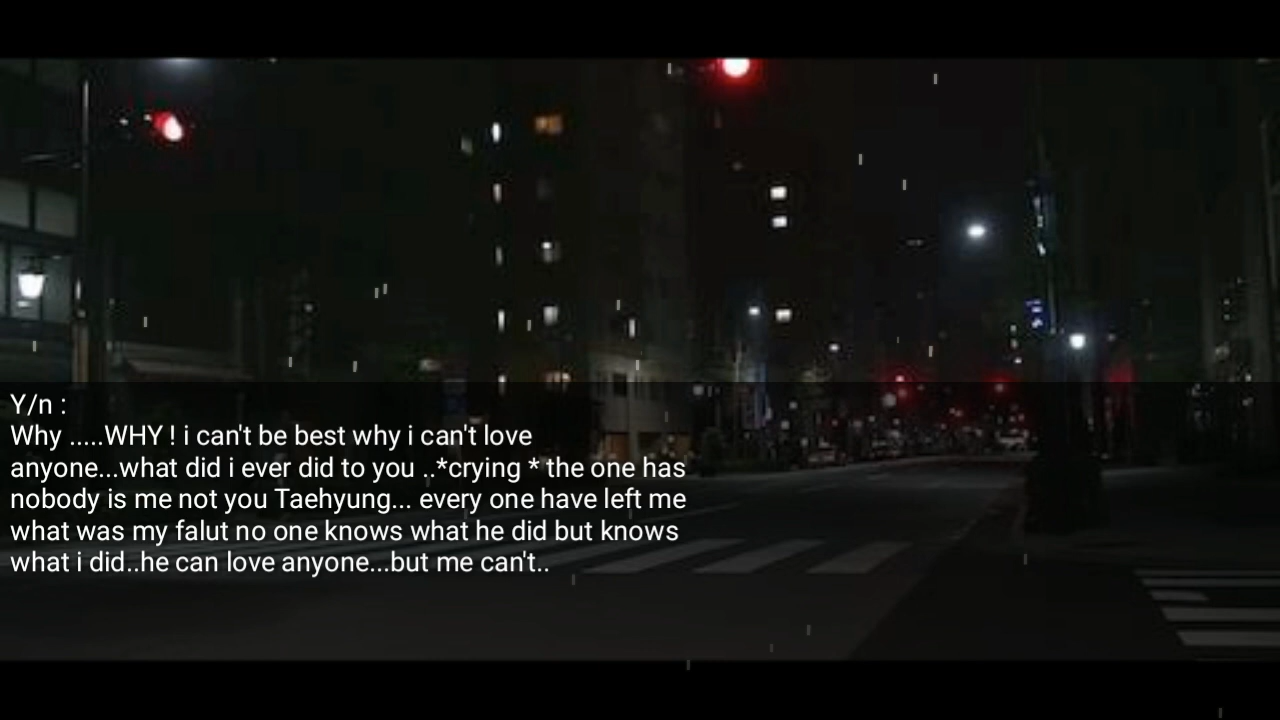 Y/n :
Why .....WHY ! i can't be best why i can't love
anyone...what did i ever did to you ..*crying * the one has
nobody is me not you Taehyung... every one have left me
what was my falut no one knows what he did but knows
what i did..he can love anyone...but me can't..